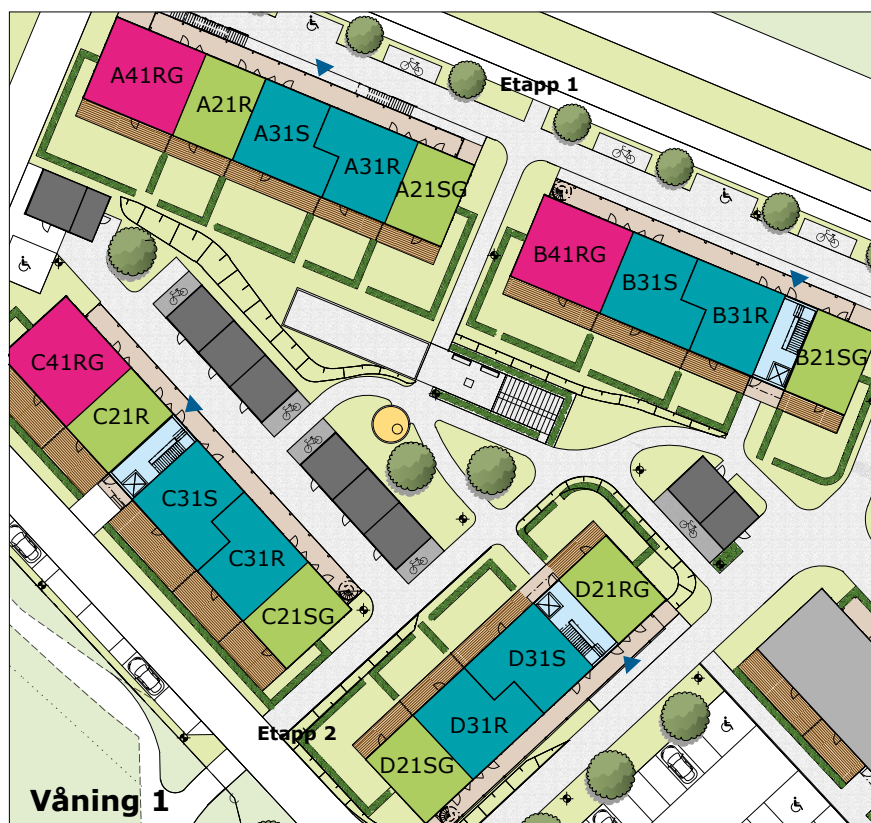 Etapp 1
A41RG
A21R
A31S
A31R
A21SG
B41RG
B31S
B31R
B21SG
C41RG
C21R
C31S
C31R
C21SG
D21RG
D31S
D31R
D21SG
Etapp 2
Våning 1